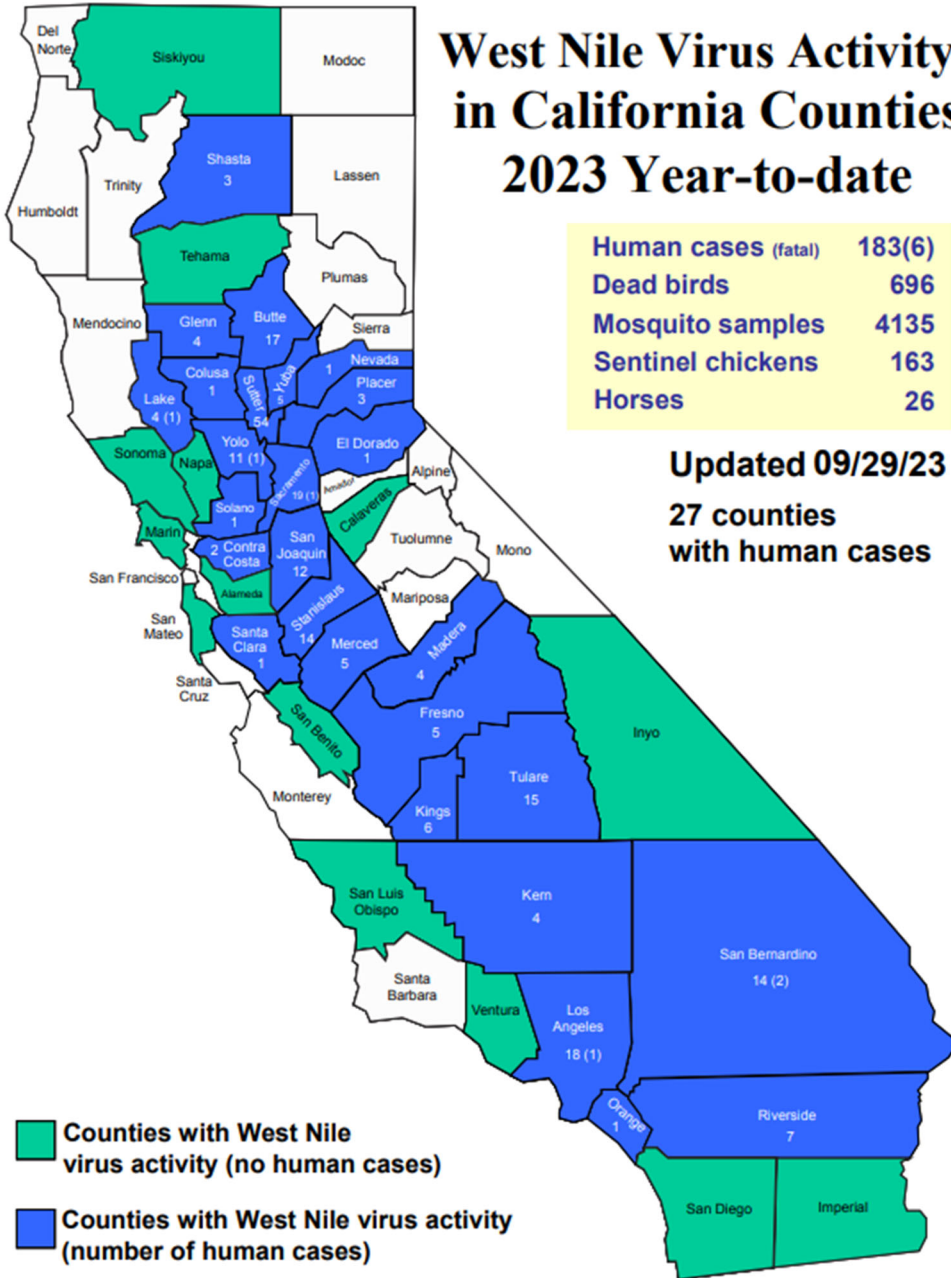 West Nile Virus Activity
in California Counties
2023 Year-to-date
Human cases (fatal) 183(6)
Dead birds 696
Mosquito samples 4135
Sentinel chickens 163
Horses 26
Updated 09/29/23
27 counties
with human cases
Del
Norte
Siskiyou
Modoc
Shasta
3
Lassen
Trinity
Humboldt
Tehama
Plumas
Mendocino
Glenn
4
Butte
17
Sierra
Colusa
1
Sutter
54
Yuba
5
1 Nevada
Placer
3
Lake
4 (1)
Yolo
11 (1)
El Dorado
1
Sonoma
Napa
Sacramento
19 (1)
Amador
Alpine
Solano
1
Calaveras
Marin
2 Contra
Costa
San
Joaquin
12
Tuolumne
Mono
San Francisco
Alameda
Mariposa
San
Mateo
Santa
Clara
1
Stanislaus
14
Merced
5
Madera
4
Santa
Cruz
San Benito
Fresno
5
Inyo
Monterey
Kings
6
Tulare
15
San Luis
Obispo
Kern
4
San Bernardino
14 (2)
Santa
Barbara
Ventura
Los
Angeles
18 (1)
Orange
1
Riverside
7
San Diego
Imperial
Counties with West Nile
virus activity (no human cases)
Counties with West Nile virus activity
(number of human cases)